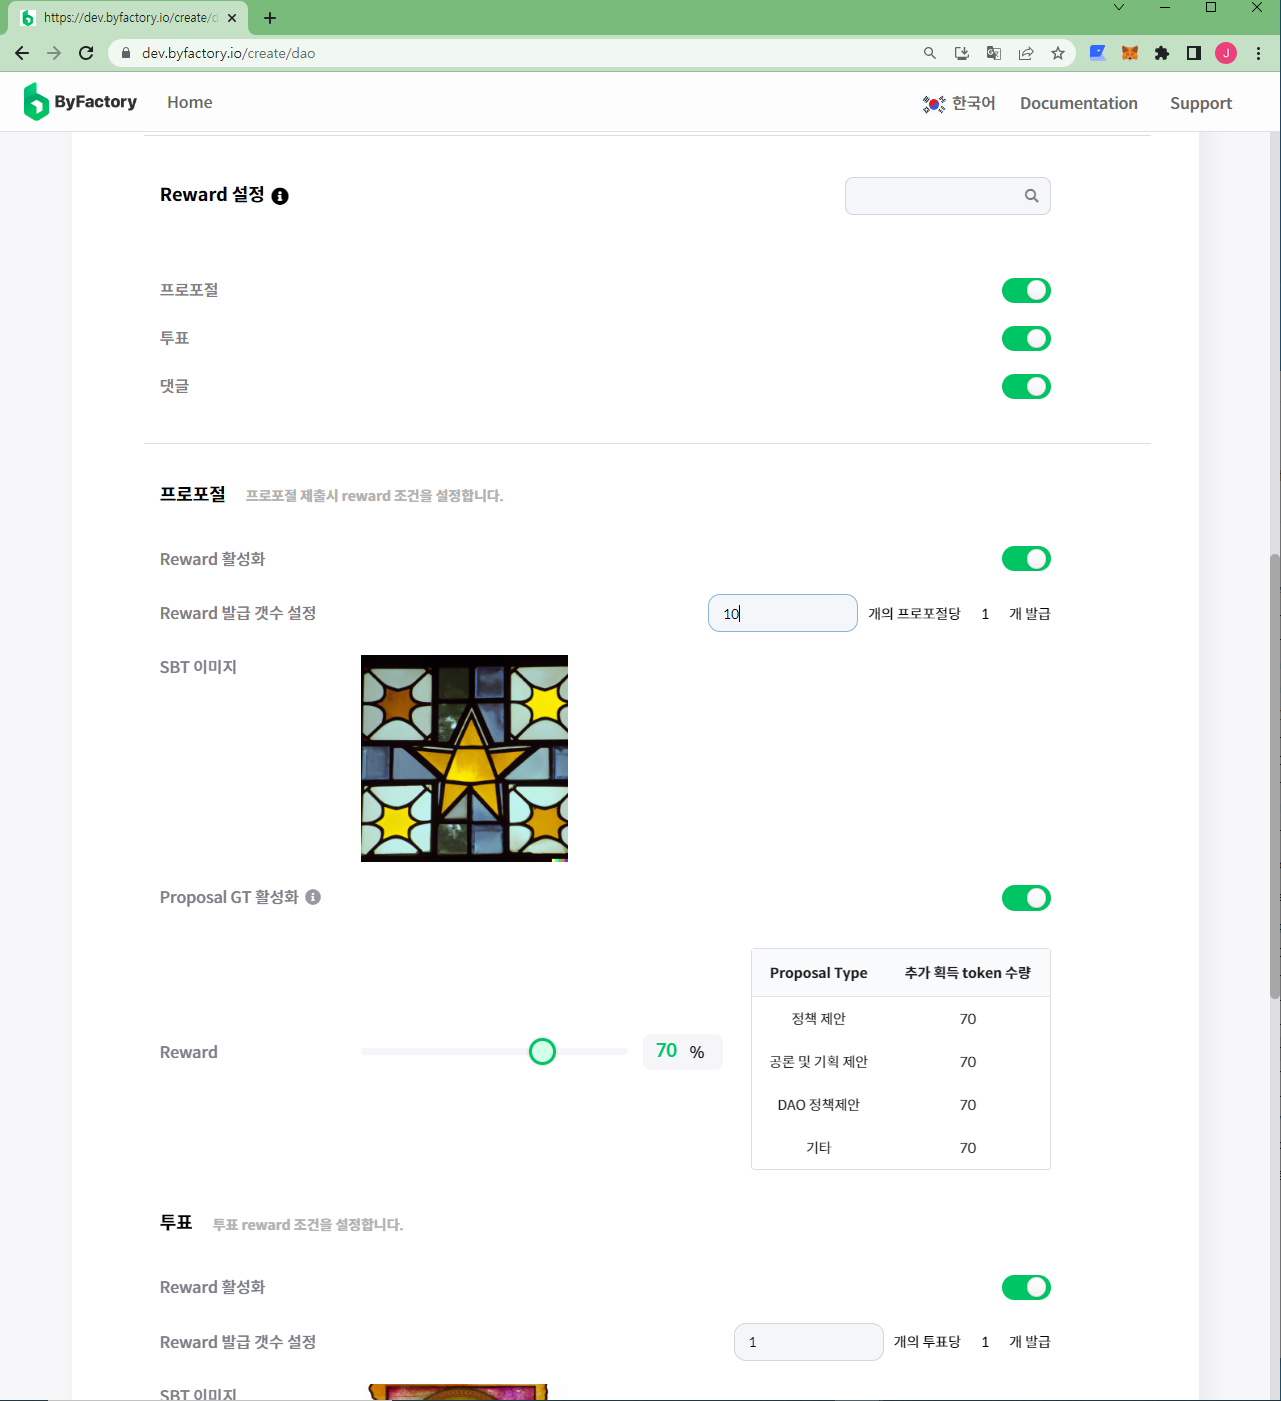 https://dev.byfactory.io/create/d
dev.byfactory.io/create/dao
J
ByFactory
Home
한국어
Documentation
Support
Reward 설정
프로포절
투표
댓글
프로포절 프로포절 제출시 reward 조건을 설정합니다.
Reward 활성화
Reward 발급 갯수 설정 10 개의 프로포절당 1 개 발급
SBT 이미지
Proposal GT 활성화
Proposal Type 추가 획득 token 수량
정책 제안 70
공론 및 기획 제안 70
DAO 정책제안 70
기타 70
Reward 70 %
투표 투표 reward 조건을 설정합니다.
Reward 활성화
Reward 발급 갯수 설정 1 개의 투표당 1 개 발급
SBT 이미지